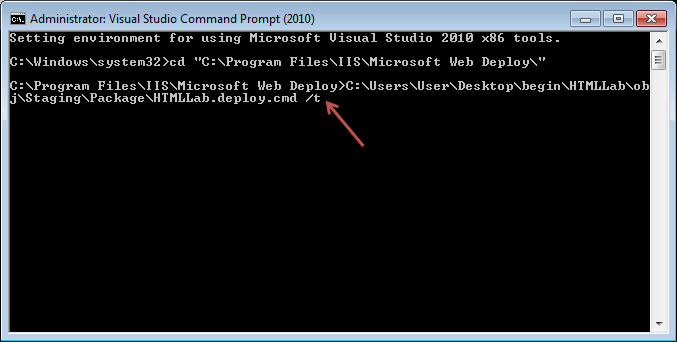 Administrator: Visual Studio Command Prompt (2010)
Setting environment for using Microsoft Visual Studio 2010 x86 tools.
C:\Windows\system32>cd "C:\Program Files\IIS\Microsoft Web Deploy\"
C:\Program Files\IIS\Microsoft Web Deploy>C:\Users\User\Desktop\begin\HTMLLab\ob
j\Staging\Package\HTMLLab.deploy.cmd /t